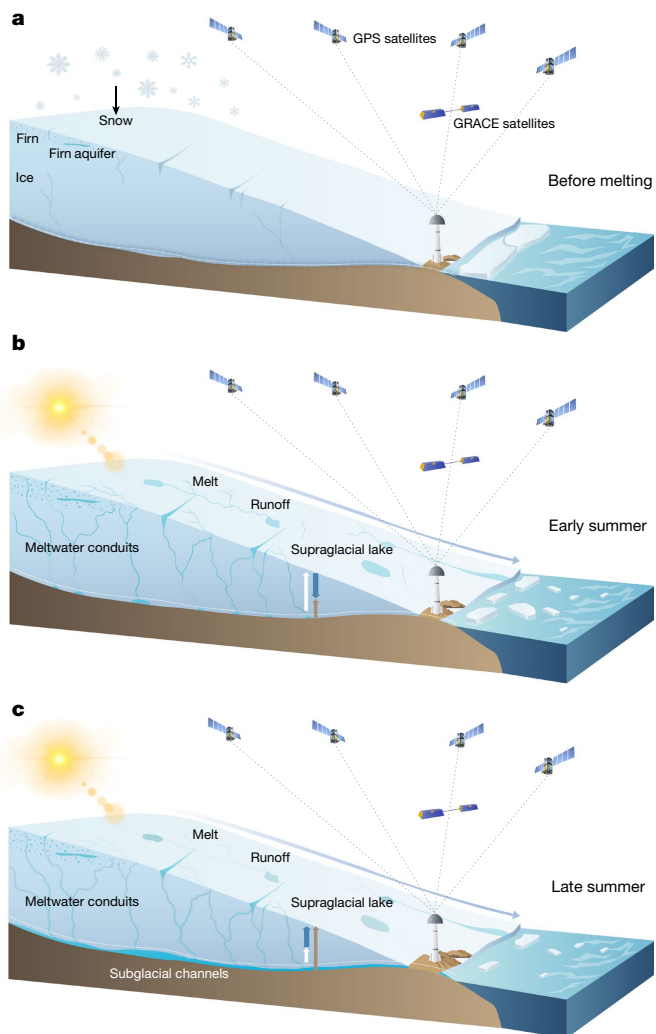 a
GPS satellites
GRACE satellites
Snow
Firn
Firn aquifer
Ice
Before melting
b
Melt
Runoff
Early summer
Meltwater conduits
Supraglacial lake
c
Melt
Runoff
Late summer
Meltwater conduits
Supraglacial lake
Subglacial channels